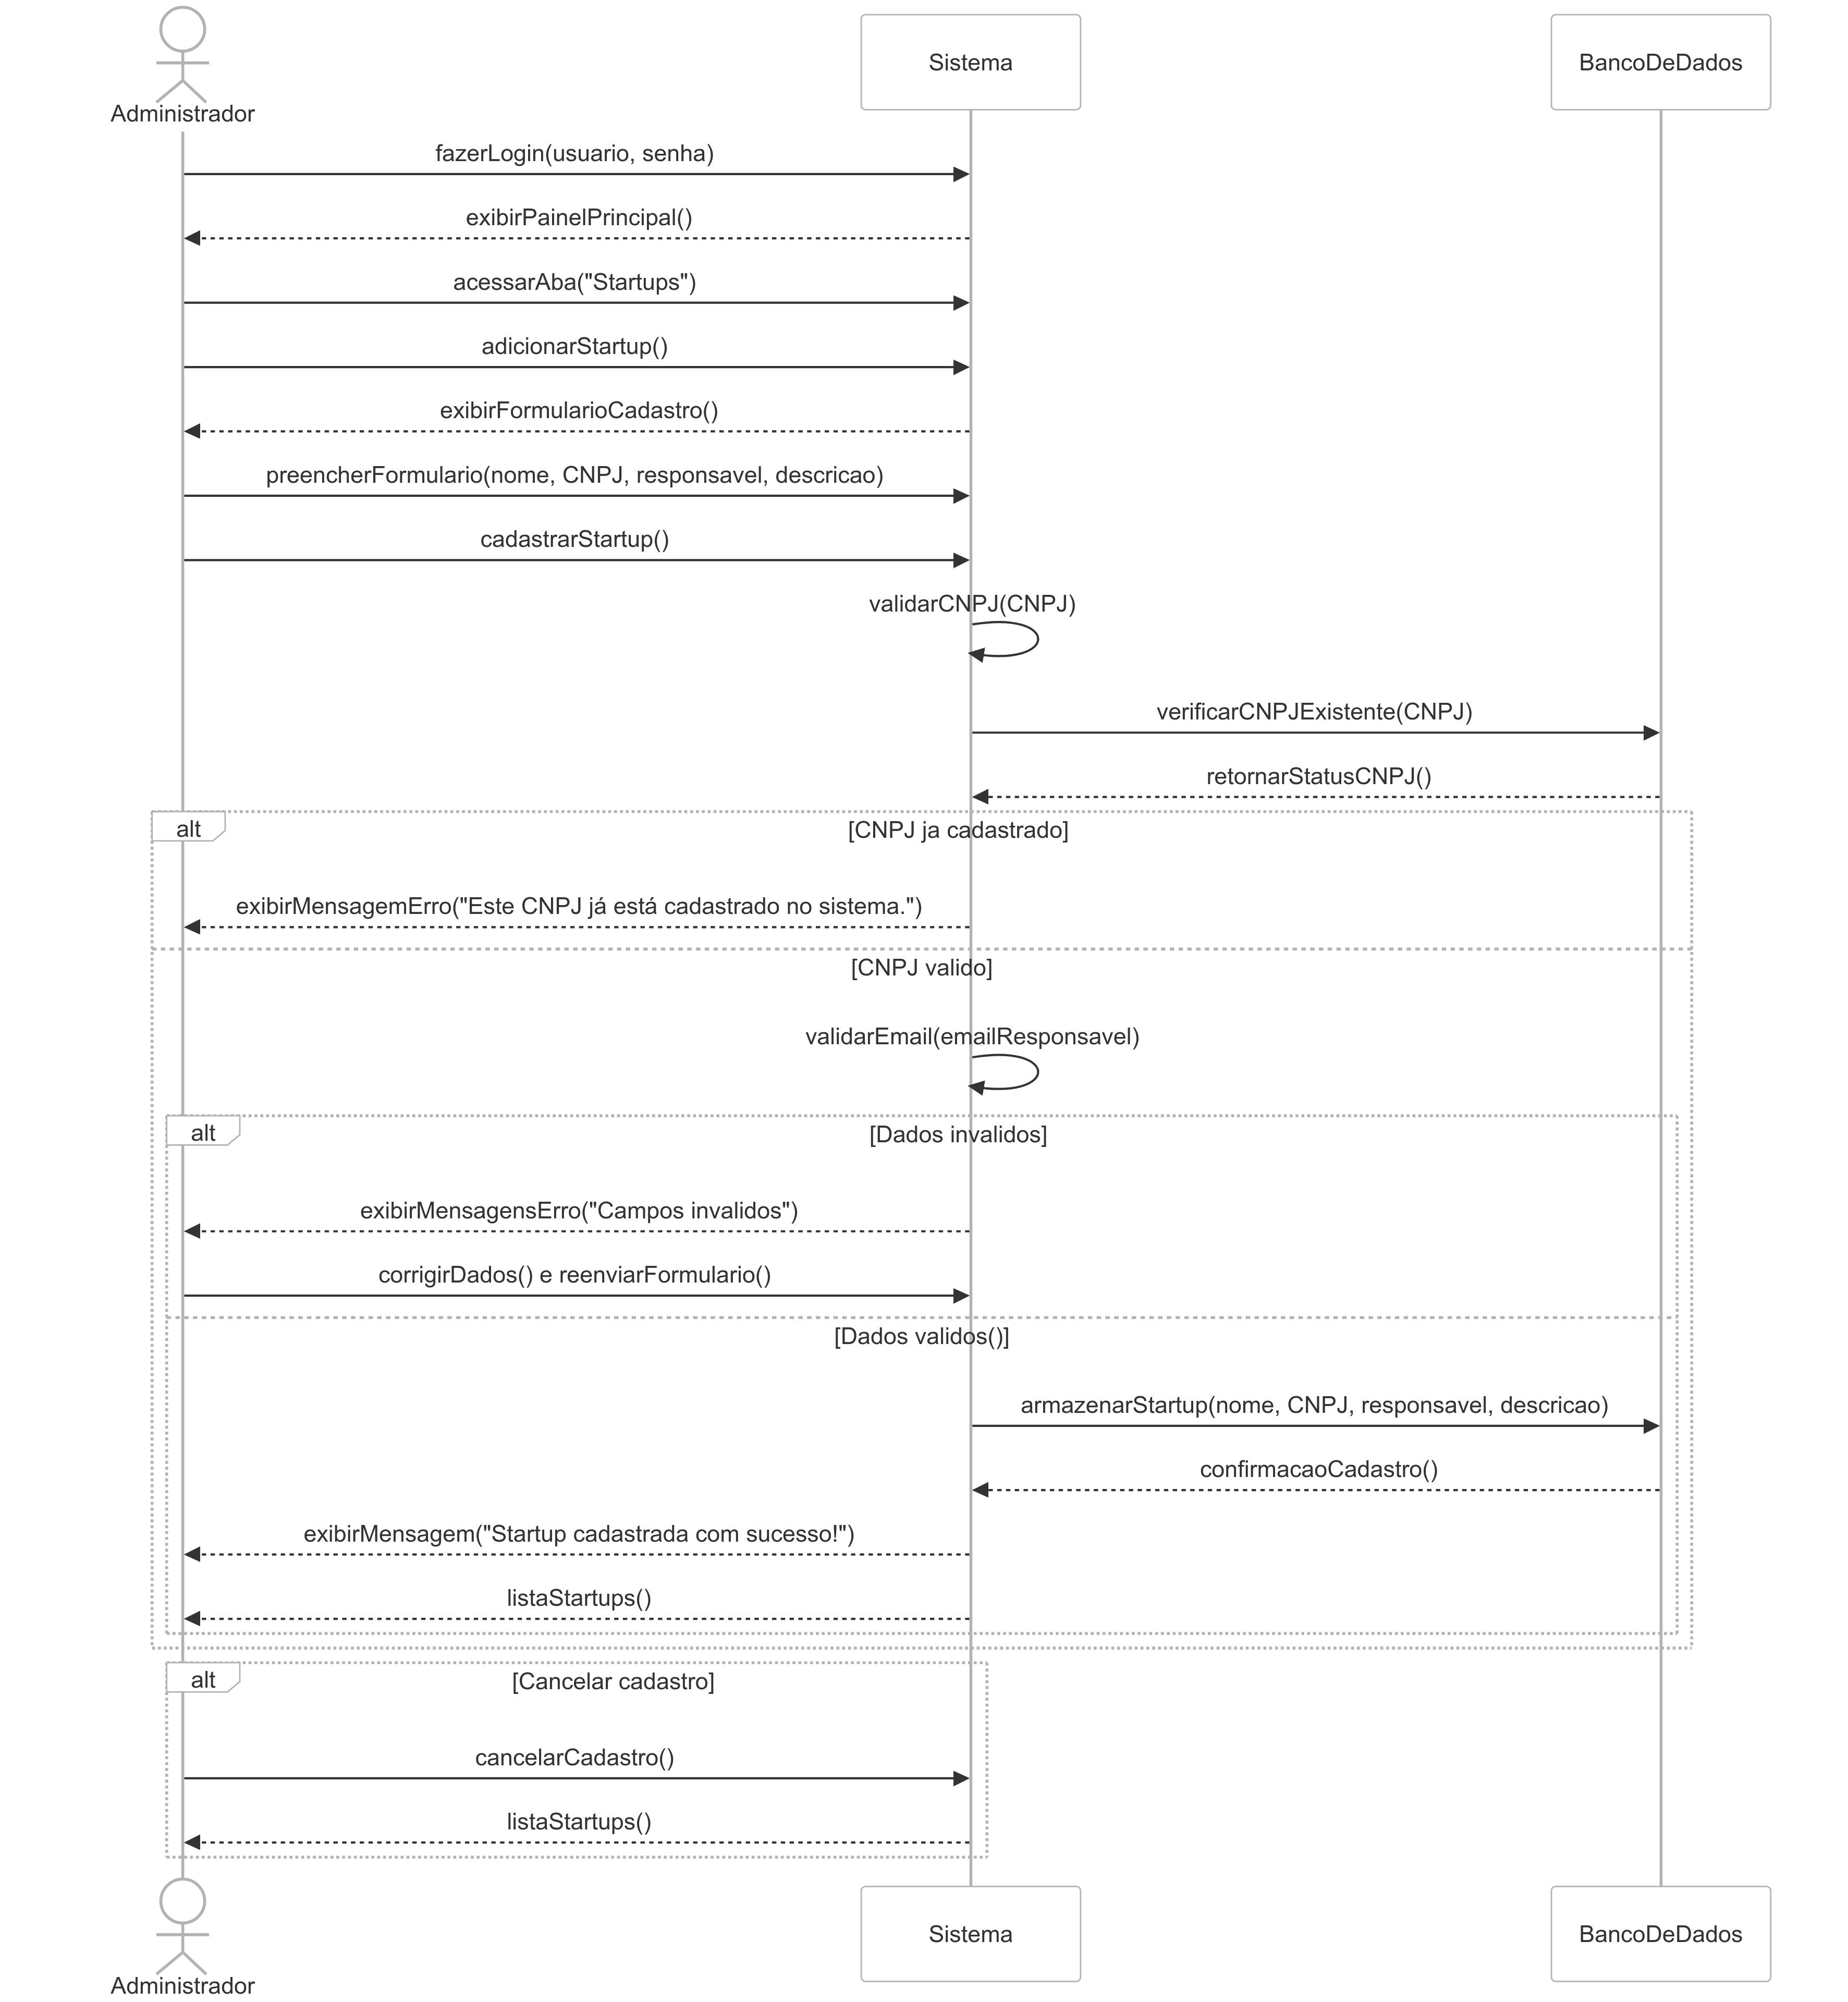 Administrador
Sistema
BancoDeDados
fazerLogin(usuario, senha)
exibirPainelPrincipal()
acessarAba("Startups")
adicionarStartup()
exibirFormularioCadastro()
preencherFormulario(nome, CNPJ, responsavel, descricao)
cadastrarStartup()
validarCNPJ(CNPJ)
verificarCNPJExistente(CNPJ)
retornarStatusCNPJ()
alt
[CNPJ ja cadastrado]
exibirMensagemErro("Este CNPJ já está cadastrado no sistema.")
[CNPJ valido]
validarEmail(emailResponsavel)
alt
[Dados invalidos]
exibirMensagensErro("Campos invalidos")
corrigirDados() e reenviarFormulario()
[Dados validos()]
armazenarStartup(nome, CNPJ, responsavel, descricao)
confirmacaoCadastro()
exibirMensagem("Startup cadastrada com sucesso!")
listaStartups()
alt
[Cancelar cadastro]
cancelarCadastro()
listaStartups()
Administrador
Sistema
BancoDeDados